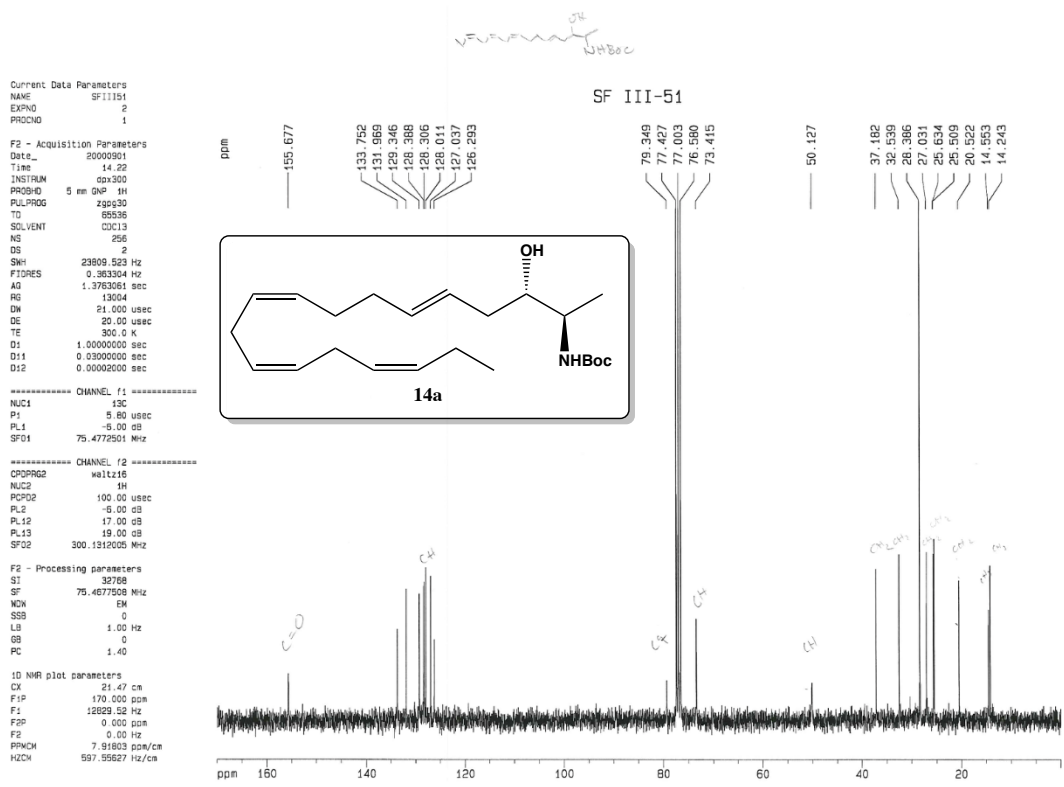 OH
NHBoc
SF III-51
Current Data Parameters
NAME SFIII51
EXPNO 2
PROCNO 1
F2 - Acquisition Parameters
Date_ 20000901
Time 14.22
INSTRUM dpx300
PROBHD 5 mm GNP 1H
PULPROG zgpg30
TD 65536
SOLVENT CDCl3
NS 256
DS 2
SWH 23809.523 Hz
FIDRES 0.363304 Hz
AQ 1.3763061 sec
RG 13004
DW 21.000 usec
DE 20.00 usec
TE 300.0 K
D1 1.00000000 sec
D11 0.03000000 sec
D12 0.00002000 sec
============ CHANNEL f1 ============
NUC1 13C
P1 5.80 usec
PL1 -6.00 dB
SFO1 75.4772501 MHz
============ CHANNEL f2 ============
CPDPRG2 waltz16
NUC2 1H
PCPD2 100.00 usec
PL2 -6.00 dB
PL12 17.00 dB
PL13 19.00 dB
SFO2 300.1312005 MHz
F2 - Processing parameters
SI 32768
SF 75.4677508 MHz
WDW EM
SSB 0
LB 1.00 Hz
GB 0
PC 1.40
1D NMR plot parameters
CX 21.47 cm
F1P 170.000 ppm
F1 12829.52 Hz
F2P 0.000 ppm
F2 0.00 Hz
PPMCM 7.91803 ppm/cm
HZCM 597.55627 Hz/cm
ppm
155.677
133.752
131.969
129.346
128.388
128.306
128.011
127.037
126.293
79.349
77.427
77.003
76.580
73.415
50.127
37.182
32.539
28.386
27.031
25.634
25.509
20.522
14.553
14.243
OH
NHBoc
14a
C=O
CH
CH
CH
CH2
CH2
CH2
CH2
CH2
CH3
ppm 160 140 120 100 80 60 40 20